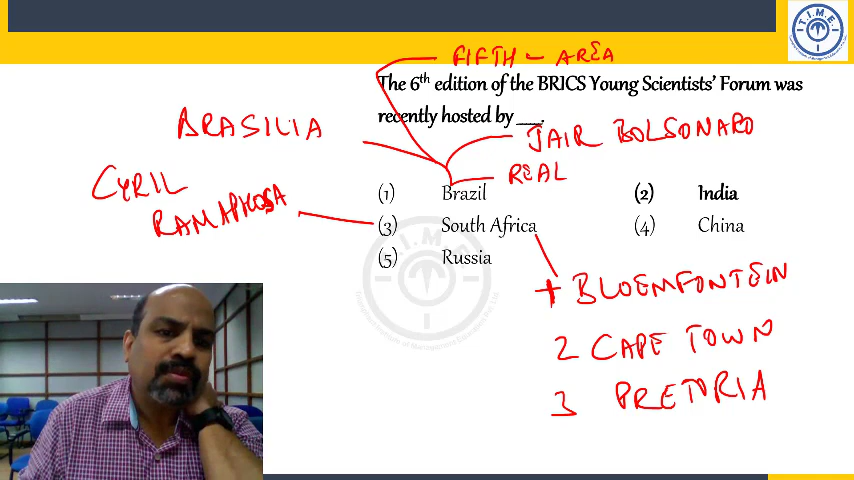 T.I.M.E.
FIFTH - AREA
The 6th edition of the BRICS Young Scientists' Forum was
recently hosted by ___.
BRASILIA
JAIR BOLSONARO
REAL
CYRIL
RAMAPHOSA
(1) Brazil (2) India
(3) South Africa (4) China
(5) Russia
T.I.M.E.
1 BLOEMFONTEIN
2 CAPE TOWN
3 PRETORIA